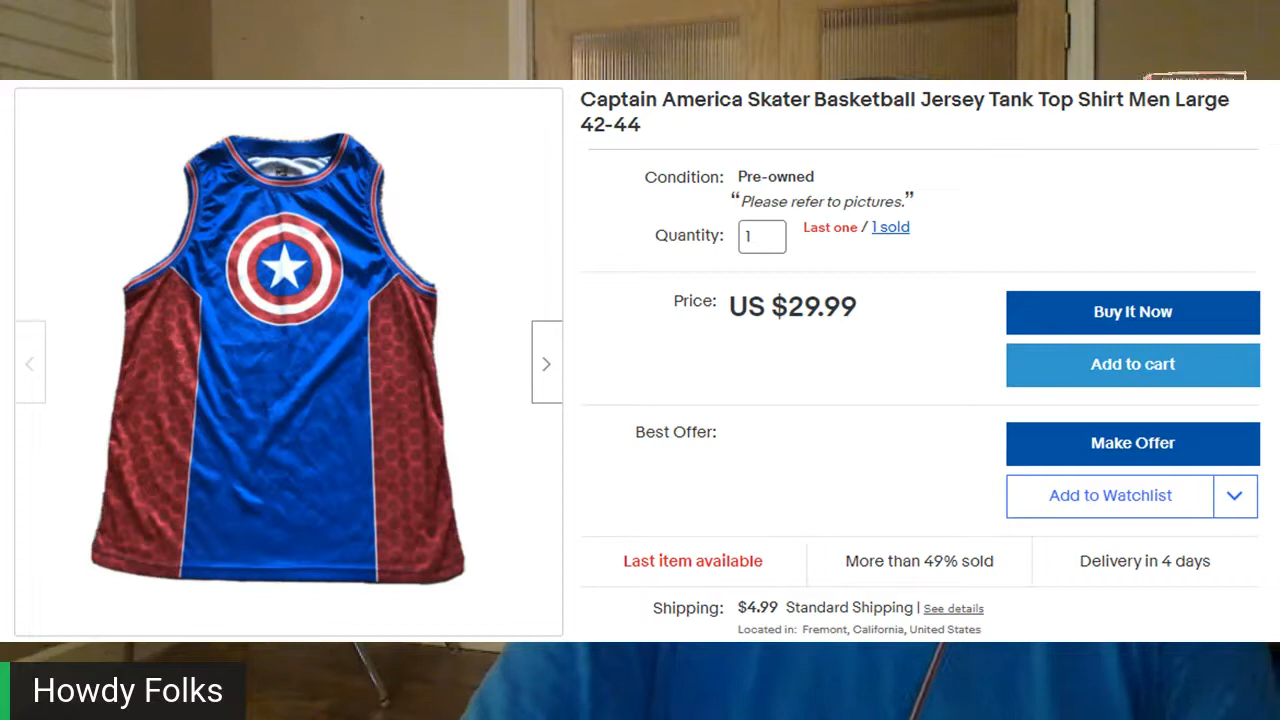 Captain America Skater Basketball Jersey Tank Top Shirt Men Large
42-44
Condition: Pre-owned
“Please refer to pictures.”
Quantity: 1 Last one / 1 sold
Price: US $29.99
Buy It Now
Add to cart
Best Offer:
Make Offer
Add to Watchlist
Last item available More than 49% sold Delivery in 4 days
Shipping: $4.99 Standard Shipping | See details
Located in: Fremont, California, United States
Howdy Folks